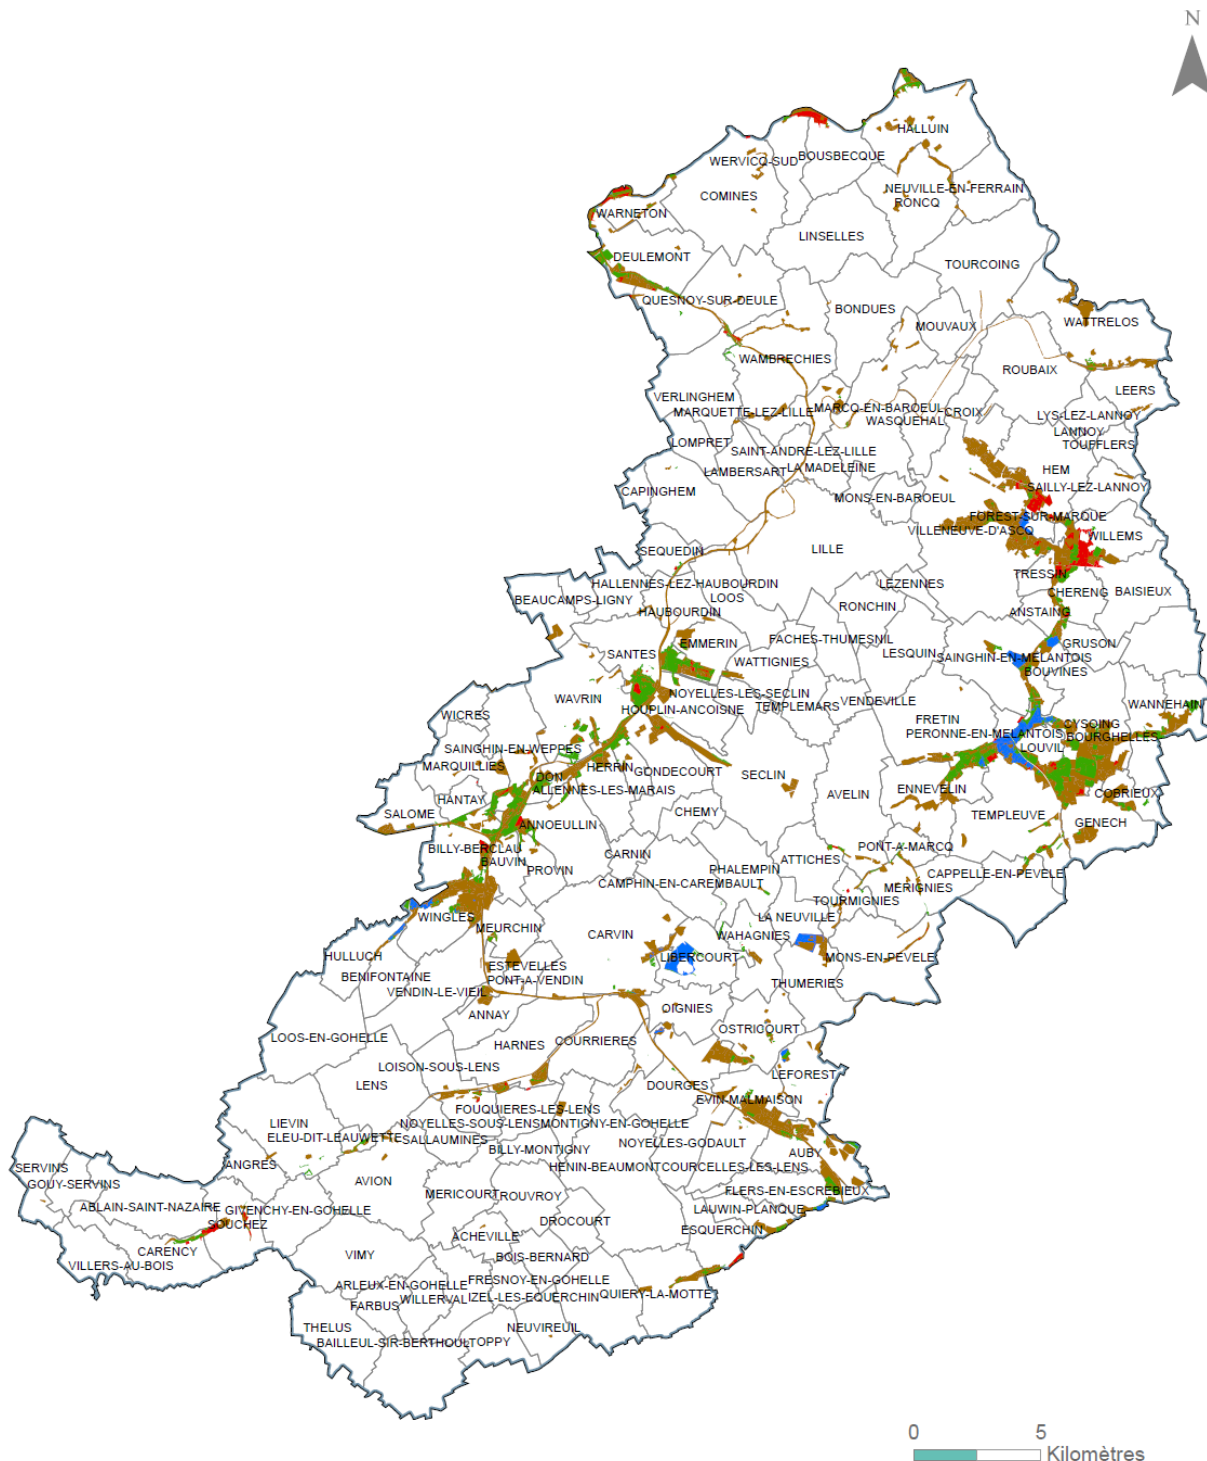 N
HALLUIN
BOUSBECQUE
WERVICQ-SUD
NEUVILLE-EN-FERRAIN
COMINES
RONCQ
WARNETON
LINSELLES
DEULEMONT
TOURCOING
QUESNOY-SUR-DEULE
BONDUES
WATTRELOS
MOUVAUX
WAMBRECHIES
ROUBAIX
LEERS
VERLINGHEM
MARQUETTE-LEZ-LILLE
MARCQ-EN-BAROEUL
CROIX
LYS-LEZ-LANNOY
WASQUEHAL
LANNOY
LOMPRET
SAINT-ANDRE-LEZ-LILLE
TOUFFLERS
LAMBERSART
LA MADELEINE
HEM
CAPINGHEM
MONS-EN-BAROEUL
SAILLY-LEZ-LANNOY
FOREST-SUR-MARQUE
VILLENEUVE-D'ASCQ
WILLEMS
SEQUEDIN
LILLE
TRESSIN
HALLENNES-LEZ-HAUBOURDIN
LEZENNES
BEAUCAMPS-LIGNY
LOOS
CHERENG
BAISIEUX
HAUBOURDIN
RONCHIN
ANSTAING
EMMERIN
FACHES-THUMESNIL
GRUSON
SANTES
WATTIGNIES
LESQUIN
SAINGHIN-EN-MELANTOIS
BOUVINES
WAVRIN
NOYELLES-LES-SECLIN
VENDEVILLE
TEMPLEMARS
WANNEHAIN
HOUPLIN-ANCOISNE
WICRES
FRETIN
CYSOING
PERONNE-EN-MELANTOIS
BOURGHELLES
SAINGHIN-EN-WEPPES
LOUVIL
MARQUILLIES
HERRIN
GONDECOURT
SECLIN
DON
ALLENNES-LES-MARAIS
ENNEVELIN
AVELIN
COBRIEUX
HANTAY
SALOME
CHEMY
TEMPLEUVE
GENECH
ANNOEULLIN
BILLY-BERCLAU
PONT-A-MARCQ
BAUVIN
CARNIN
ATTICHES
PROVIN
PHALEMPIN
CAPPELLE-EN-PEVELE
CAMPHIN-EN-CAREMBAULT
MERIGNIES
TOURMIGNIES
WINGLES
LA NEUVILLE
MEURCHIN
CARVIN
WAHAGNIES
HULLUCH
LIBERCOURT
MONS-EN-PEVELE
ESTEVELLES
BENIFONTAINE
PONT-A-VENDIN
THUMERIES
VENDIN-LE-VIEIL
OIGNIES
ANNAY
OSTRICOURT
LOOS-EN-GOHELLE
COURRIERES
HARNES
LOISON-SOUS-LENS
LEFOREST
LENS
DOURGES
EVIN-MALMAISON
FOUQUIERES-LES-LENS
LIEVIN
NOYELLES-SOUS-LENS
MONTIGNY-EN-GOHELLE
ELEU-DIT-LEAUWETTE
SALLAUMINES
NOYELLES-GODAULT
BILLY-MONTIGNY
AUBY
ANGRES
HENIN-BEAUMONT
COURCELLES-LES-LENS
SERVINS
GOUY-SERVINS
AVION
FLERS-EN-ESCREBIEUX
MERICOURT
ROUVROY
ABLAIN-SAINT-NAZAIRE
GIVENCHY-EN-GOHELLE
LAUWIN-PLANQUE
DROCOURT
SOUCHEZ
ESQUERCHIN
ACHEVILLE
CARENCY
VIMY
BOIS-BERNARD
VILLERS-AU-BOIS
FRESNOY-EN-GOHELLE
ARLEUX-EN-GOHELLE
QUIERY-LA-MOTTE
WILLERVAL
IZEL-LES-EQUERCHIN
FARBUS
THELUS
NEUVIREUIL
BAILLEUL-SIR-BERTHOULT
OPPY
0 5
Kilomètres